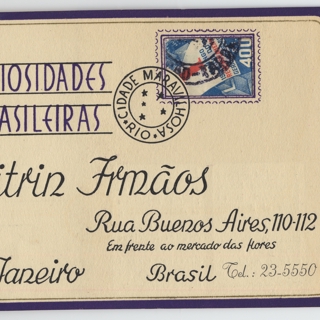 IOSIDADES
ASILEIRAS
CIDADE MARAVILHOSA
RIO
400
itrin Irmãos
Rua Buenos Aires, 110-112
Em frente ao mercado das flores
Janeiro Brasil Tel.: 23-5550